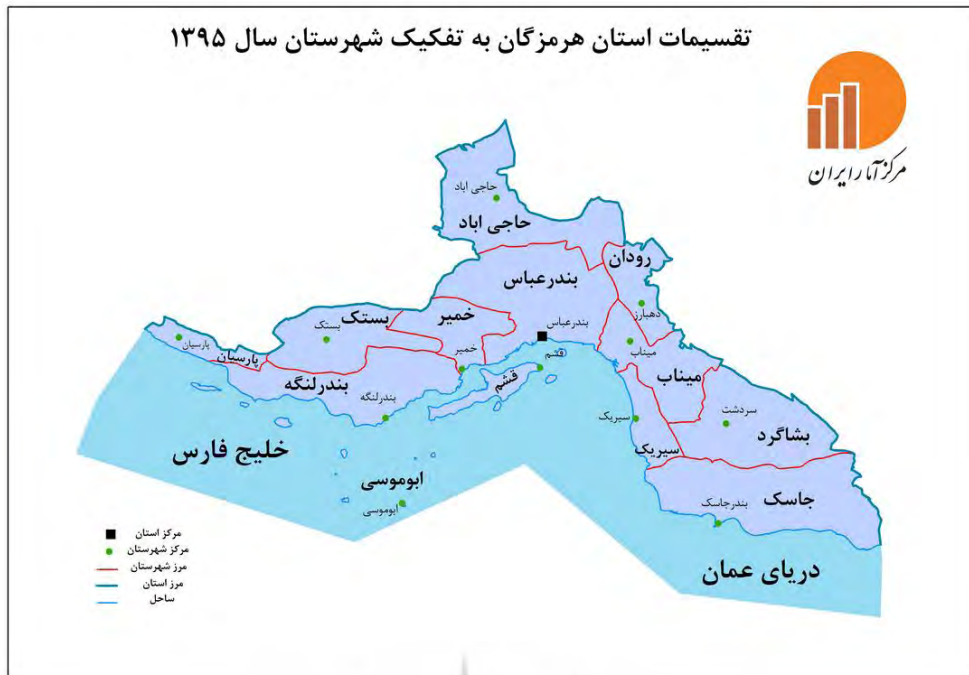 تقسیمات استان هرمزگان به تفکیک شهرستان سال ۱۳۹۵
مرکز آمار ایران
حاجی اباد
حاجی اباد
رودان
بندرعباس
دهبارز
خمیر
بستک
بندرعباس
بستک
پارسیان
میناب
خمیر
قشم
پارسیان
میناب
قشم
بندرلنگه
بندرلنگه
سیریک
سردشت
بشاگرد
سیریک
خلیج فارس
ابوموسی
ابوموسی
جاسک
بندرجاسک
دریای عمان
مرکز استان
مرکز شهرستان
مرز شهرستان
مرز استان
ساحل